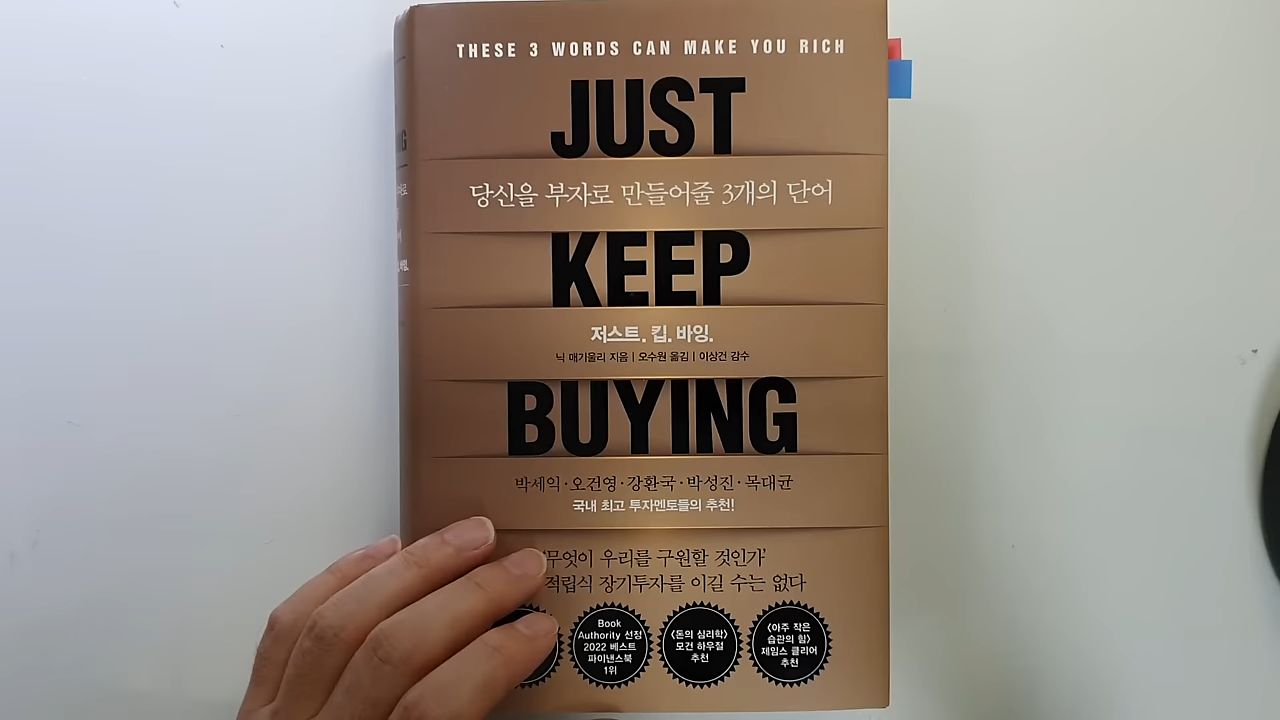 THESE 3 WORDS CAN MAKE YOU RICH
JUST
당신을 부자로 만들어줄 3개의 단어
KEEP
저스트. 킵. 바잉.
닉 매기울리 지음 | 오수원 옮김 | 이상건 감수
BUYING
박세익·오건영·강환국·박성진·목대균
국내 최고 투자멘토들의 추천!
‘무엇이 우리를 구원할 것인가’
적립식 장기투자를 이길 수는 없다
Book
Authority 선정
2022 베스트
파이낸스북
1위
〈돈의 심리학〉
모건 하우절
추천
〈아주 작은
습관의 힘〉
제임스 클리어
추천